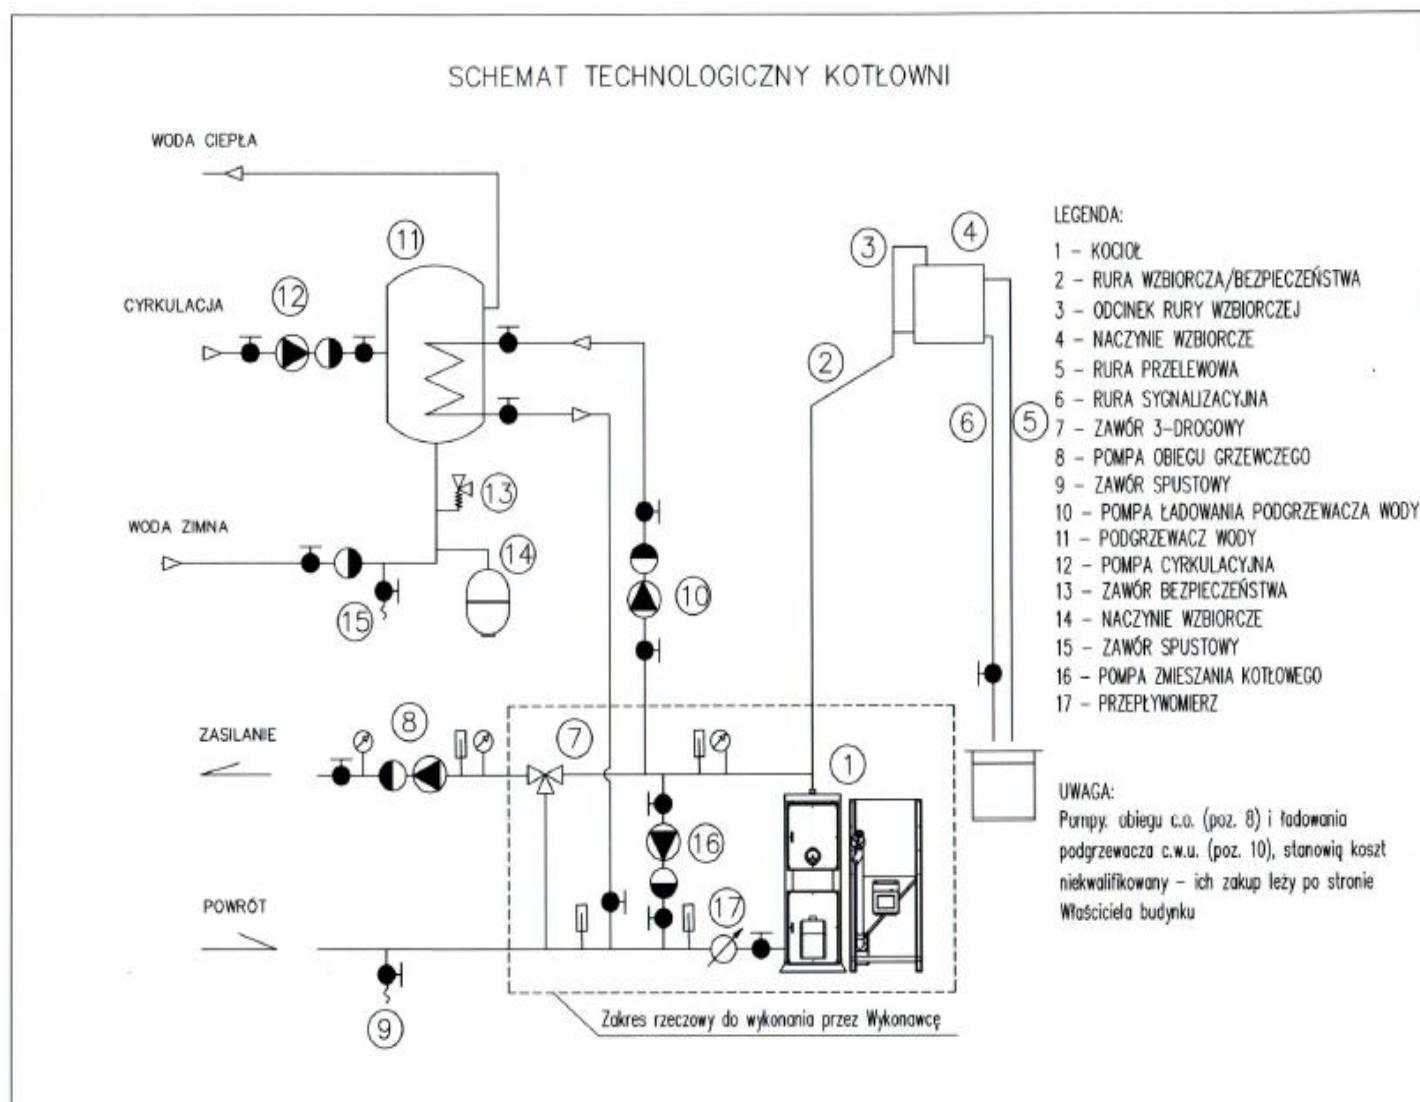 SCHEMAT TECHNOLOGICZNY KOTŁOWNI
WODA CIEPŁA
11
CYRKULACJA
12
13
WODA ZIMNA
14
15
10
3
4
2
6
5
ZASILANIE
8
7
1
16
POWRÓT
17
9
Zakres rzeczowy do wykonania przez Wykonawcę
LEGENDA:
1 - KOCIOŁ
2 - RURA WZBIORCZA/BEZPIECZEŃSTWA
3 - ODCINEK RURY WZBIORCZEJ
4 - NACZYNIE WZBIORCZE
5 - RURA PRZELEWOWA
6 - RURA SYGNALIZACYJNA
7 - ZAWÓR 3-DROGOWY
8 - POMPA OBIEGU GRZEWCZEGO
9 - ZAWÓR SPUSTOWY
10 - POMPA ŁADOWANIA PODGRZEWACZA WODY
11 - PODGRZEWACZ WODY
12 - POMPA CYRKULACYJNA
13 - ZAWÓR BEZPIECZEŃSTWA
14 - NACZYNIE WZBIORCZE
15 - ZAWÓR SPUSTOWY
16 - POMPA ZMIESZANIA KOTŁOWEGO
17 - PRZEPŁYWOMIERZ
UWAGA:
Pompy: obiegu c.o. (poz. 8) i ładowania
podgrzewacza c.w.u. (poz. 10), stanowią koszt
niekwalifikowany - ich zakup leży po stronie
Właściciela budynku